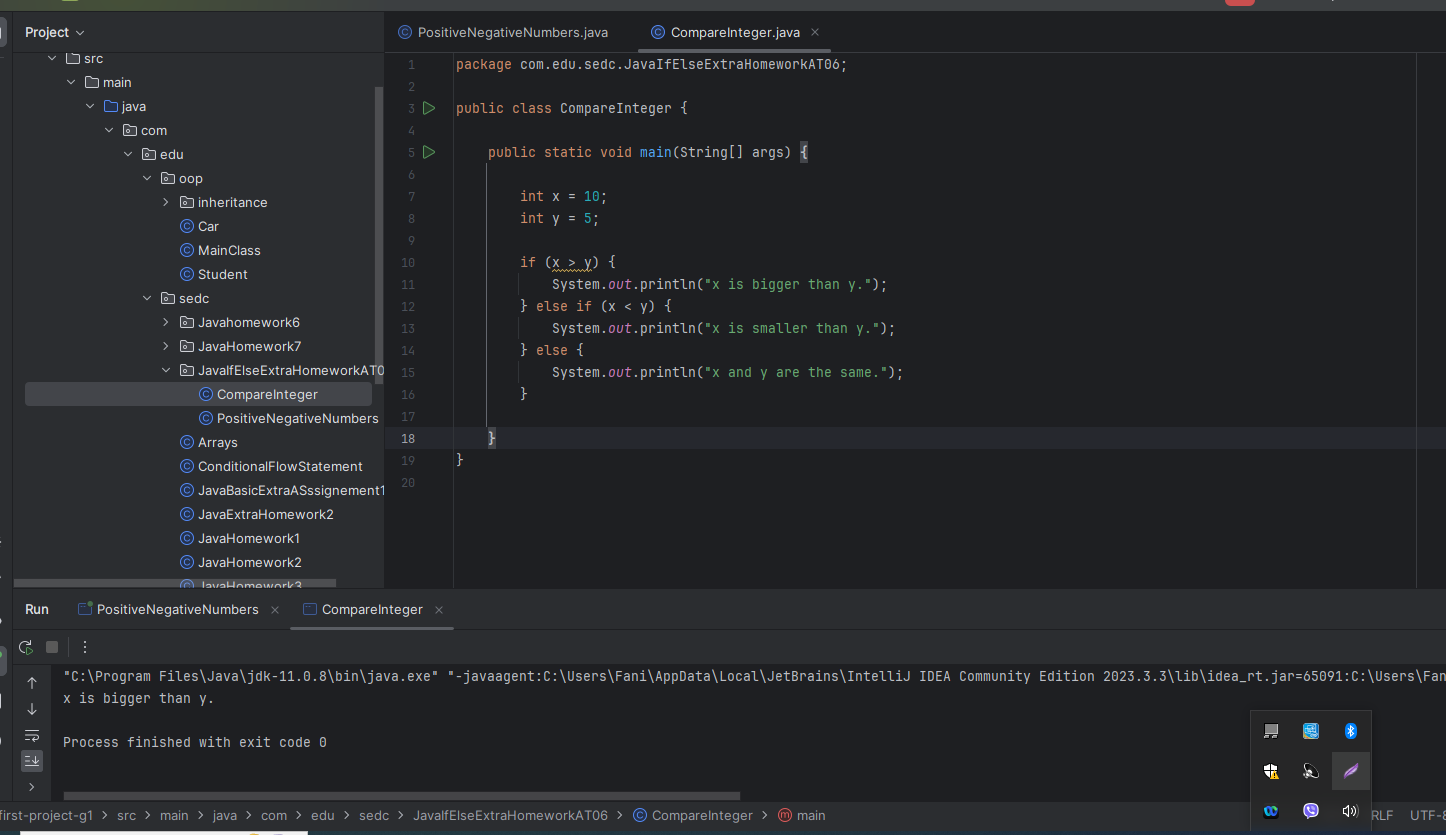 Project
src
main
java
com
edu
oop
inheritance
Car
MainClass
Student
sedc
Javahomework6
JavaHomework7
JavaIfElseExtraHomeworkAT0
CompareInteger
PositiveNegativeNumbers
Arrays
ConditionalFlowStatement
JavaBasicExtraASssignement1
JavaExtraHomework2
JavaHomework1
JavaHomework2
JavaHomework3
PositiveNegativeNumbers.java
CompareInteger.java
1 package com.edu.sedc.JavaIfElseExtraHomeworkAT06;
2
3 public class CompareInteger {
4
5 public static void main(String[] args) {
6
7 int x = 10;
8 int y = 5;
9
10 if (x > y) {
11 System.out.println("x is bigger than y.");
12 } else if (x < y) {
13 System.out.println("x is smaller than y.");
14 } else {
15 System.out.println("x and y are the same.");
16 }
17
18 }
19 }
20
Run PositiveNegativeNumbers CompareInteger
"C:\Program Files\Java\jdk-11.0.8\bin\java.exe" "-javaagent:C:\Users\Fani\AppData\Local\JetBrains\IntelliJ IDEA Community Edition 2023.3.3\lib\idea_rt.jar=65091:C:\Users\Fan
x is bigger than y.
Process finished with exit code 0
first-project-g1 > src > main > java > com > edu > sedc > JavaIfElseExtraHomeworkAT06 > CompareInteger > main RLF UTF-8